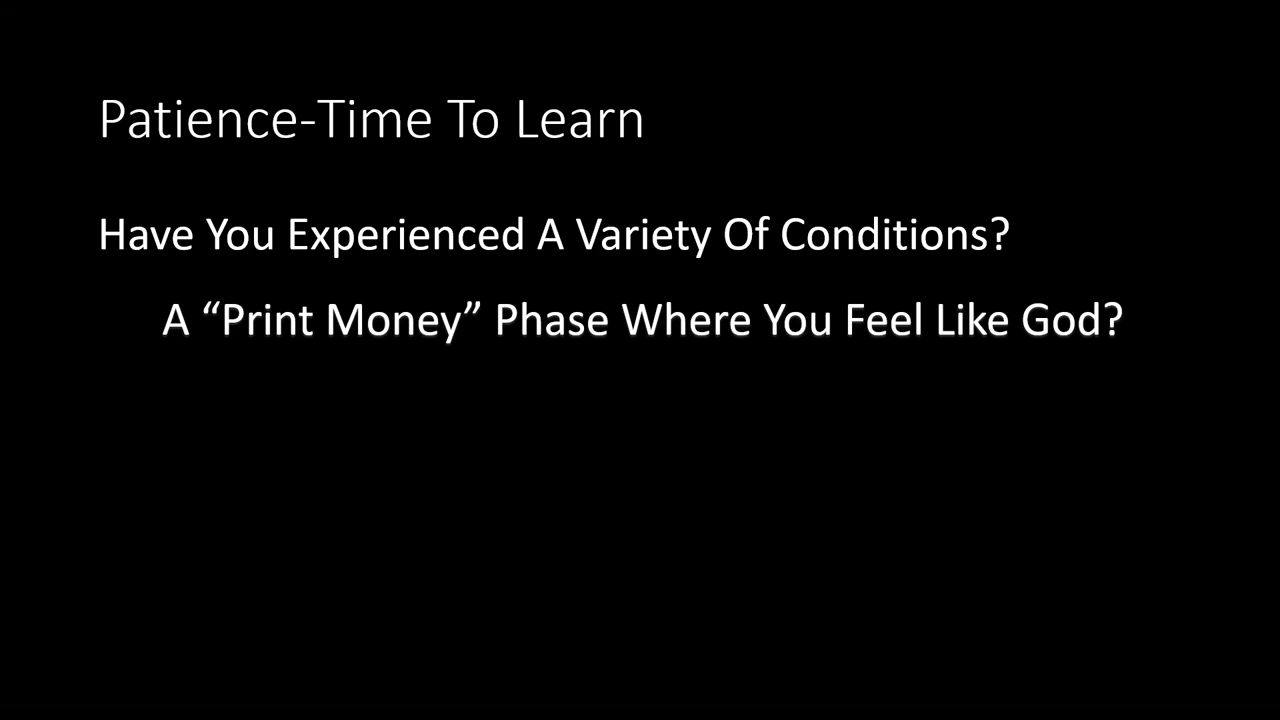 Patience-Time To Learn
Have You Experienced A Variety Of Conditions?
A “Print Money” Phase Where You Feel Like God?